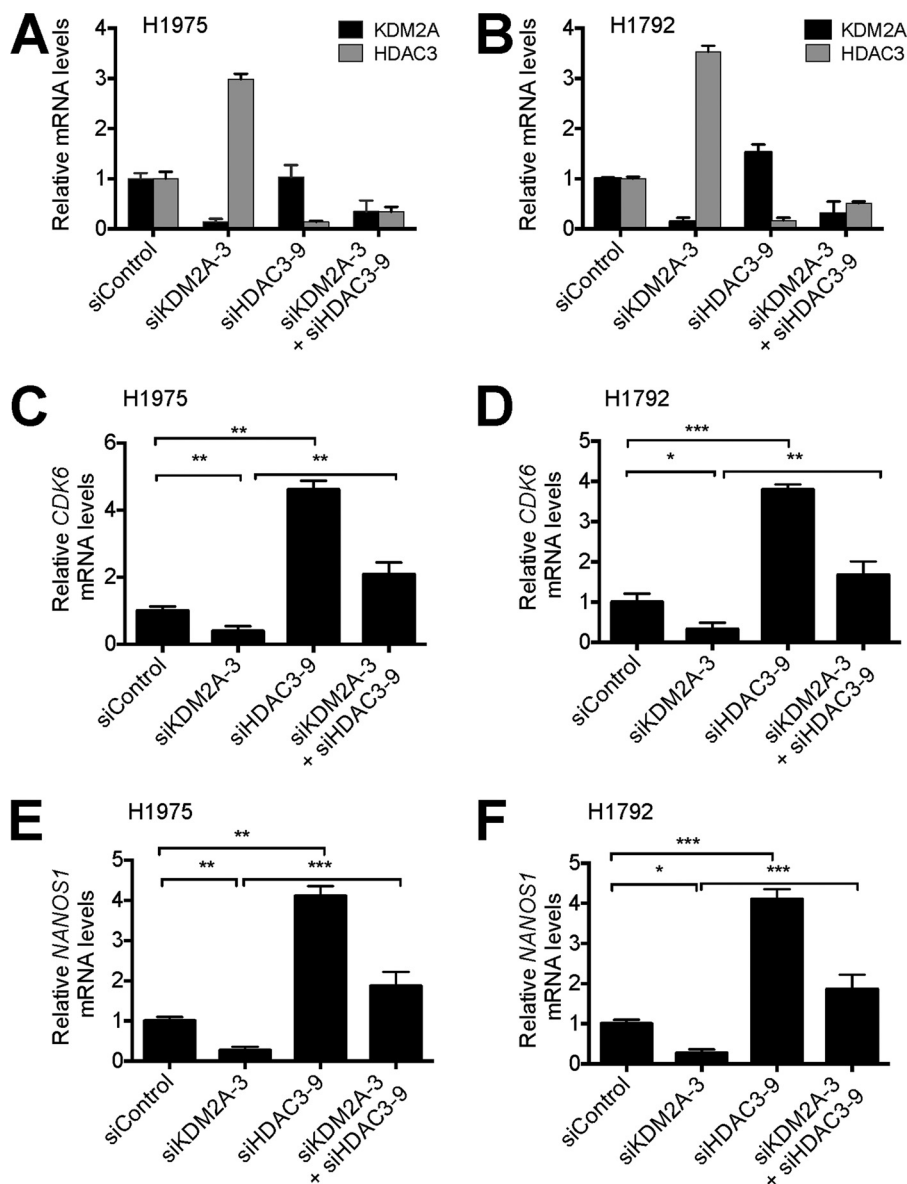 A
H1975
KDM2A
HDAC3
Relative mRNA levels
4
3
2
1
0
siControl
siKDM2A-3
siHDAC3-9
siKDM2A-3
+ siHDAC3-9
B
H1792
KDM2A
HDAC3
Relative mRNA levels
4
3
2
1
0
siControl
siKDM2A-3
siHDAC3-9
siKDM2A-3
+ siHDAC3-9
C
H1975
**
**
**
Relative CDK6
mRNA levels
6
4
2
0
siControl
siKDM2A-3
siHDAC3-9
siKDM2A-3
+ siHDAC3-9
D
H1792
***
*
**
Relative CDK6
mRNA levels
5
4
3
2
1
0
siControl
siKDM2A-3
siHDAC3-9
siKDM2A-3
+ siHDAC3-9
E
H1975
**
**
***
Relative NANOS1
mRNA levels
5
4
3
2
1
0
siControl
siKDM2A-3
siHDAC3-9
siKDM2A-3
+ siHDAC3-9
F
H1792
***
*
***
Relative NANOS1
mRNA levels
5
4
3
2
1
0
siControl
siKDM2A-3
siHDAC3-9
siKDM2A-3
+ siHDAC3-9